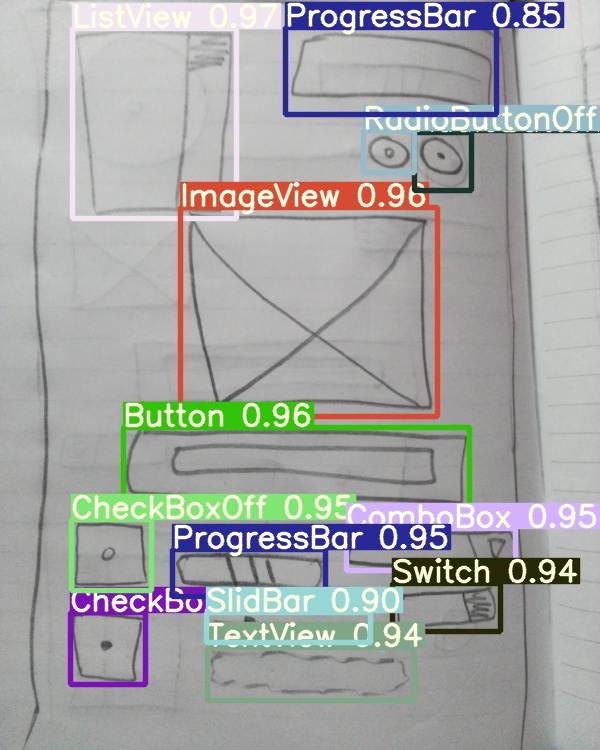 ListView 0.97
ProgressBar 0.85
RadioButtonOff
ImageView 0.96
Button 0.96
CheckBoxOff 0.95
ComboBox 0.95
ProgressBar 0.95
Switch 0.94
CheckBo
SlidBar 0.90
TextView 0.94